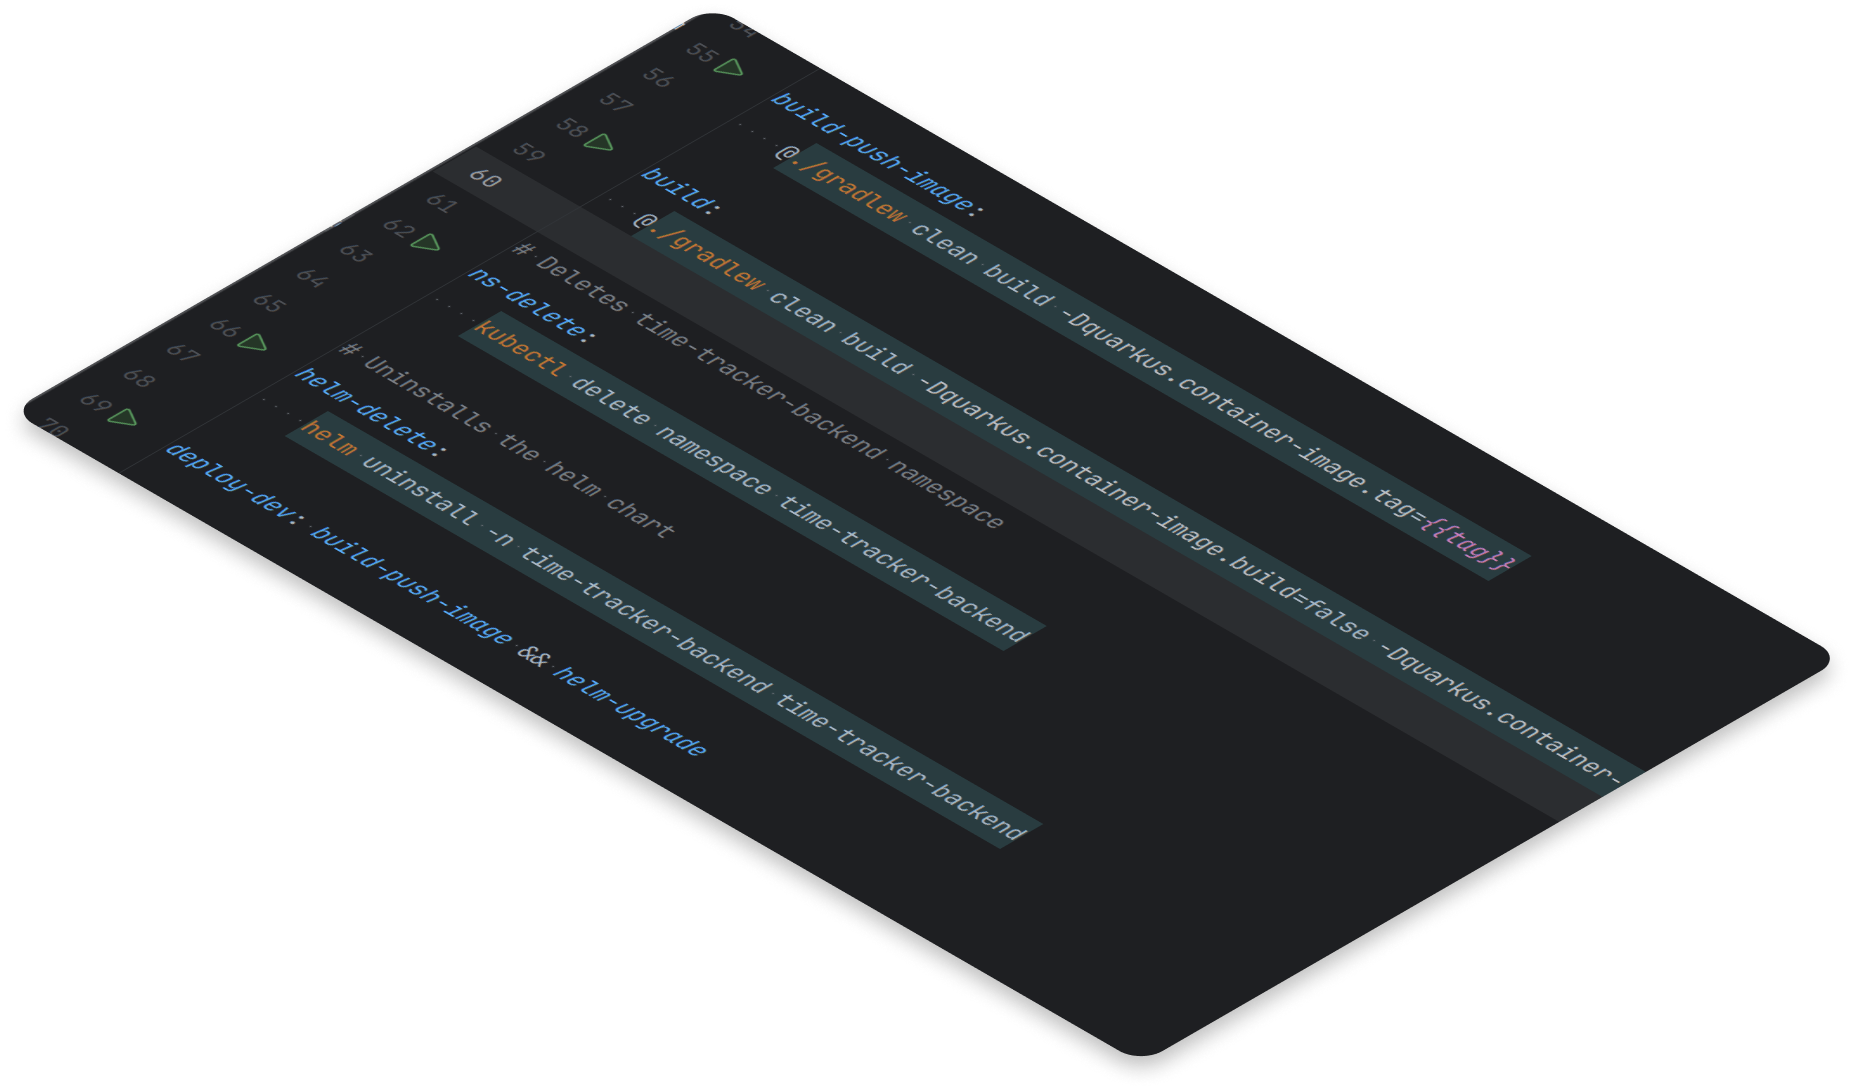 54
55 build-push-image:
56 @./gradlew clean build -Dquarkus.container-image.tag={{tag}}
57
58 build:
59 @./gradlew clean build -Dquarkus.container-image.build=false -Dquarkus.container-
60
61 # Deletes time-tracker-backend namespace
62 ns-delete:
63 kubectl delete namespace time-tracker-backend
64
65 # Uninstalls the helm chart
66 helm-delete:
67 helm uninstall -n time-tracker-backend time-tracker-backend
68
69 deploy-dev: build-push-image && helm-upgrade
70